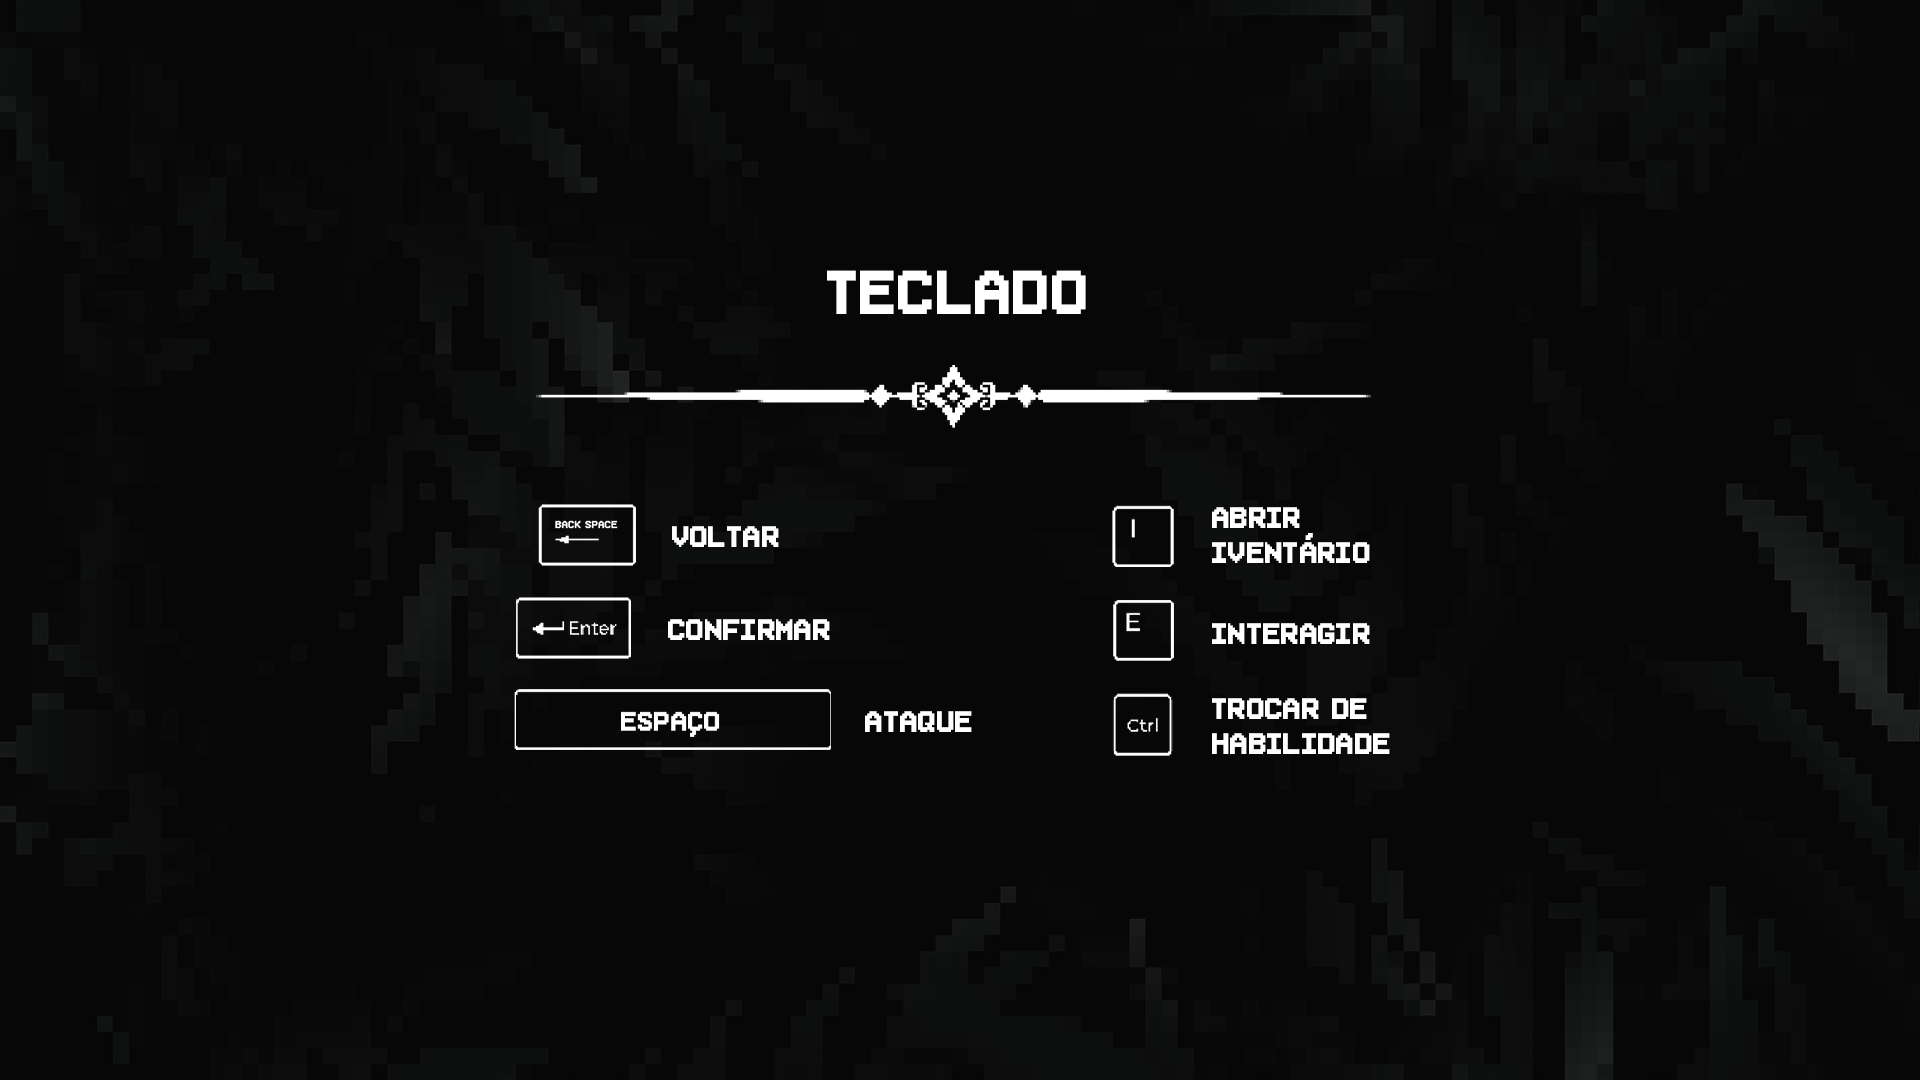 TECLADO
BACK SPACE
VOLTAR
Enter
CONFIRMAR
ESPAÇO
ATAQUE
I
ABRIR
IVENTÁRIO
E
INTERAGIR
Ctrl
TROCAR DE
HABILIDADE